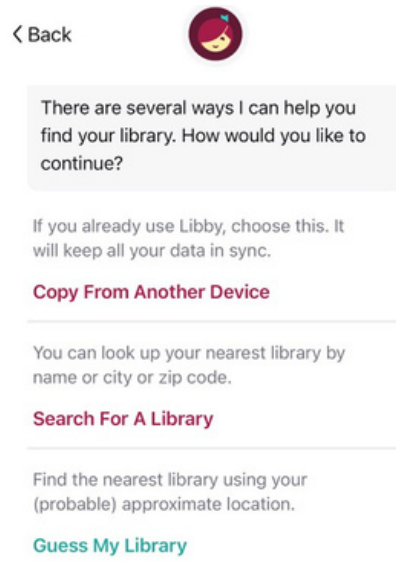 Back
There are several ways I can help you
find your library. How would you like to
continue?
If you already use Libby, choose this. It
will keep all your data in sync.
Copy From Another Device
You can look up your nearest library by
name or city or zip code.
Search For A Library
Find the nearest library using your
(probable) approximate location.
Guess My Library